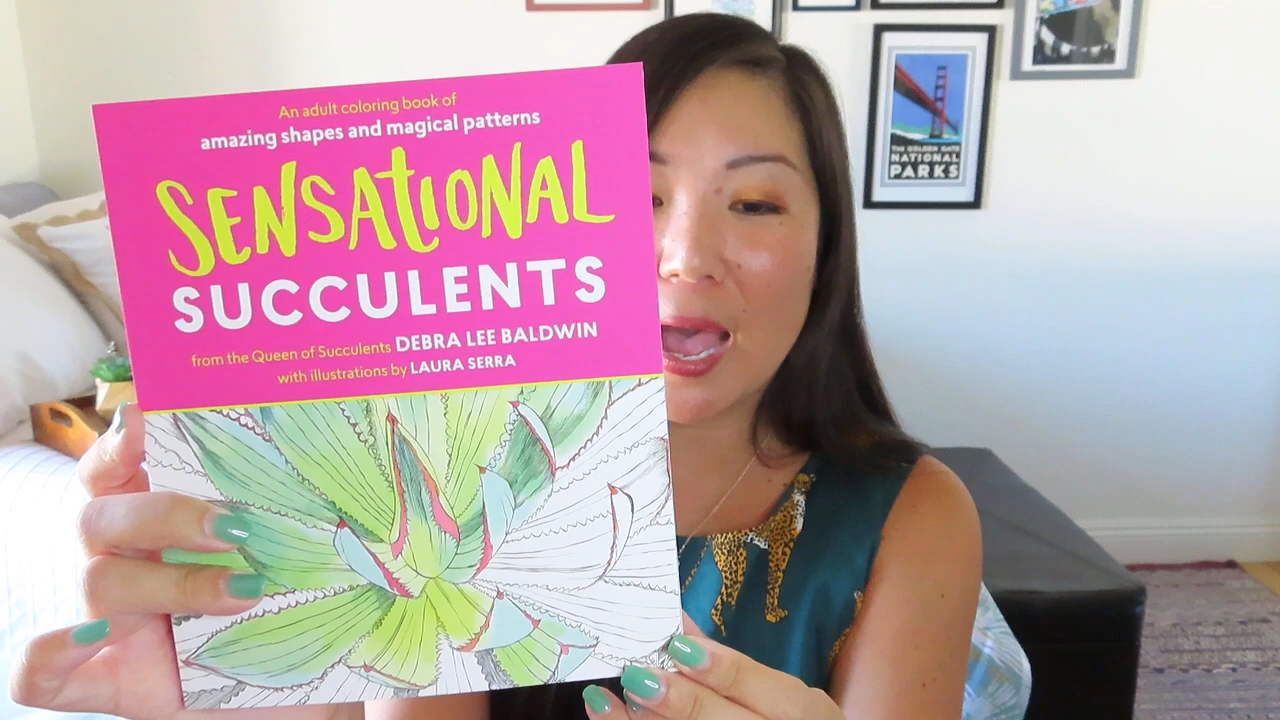 An adult coloring book of
amazing shapes and magical patterns
SENSATIONAL
SUCCULENTS
from the Queen of Succulents DEBRA LEE BALDWIN
with illustrations by LAURA SERRA
THE GOLDEN GATE
NATIONAL
PARKS